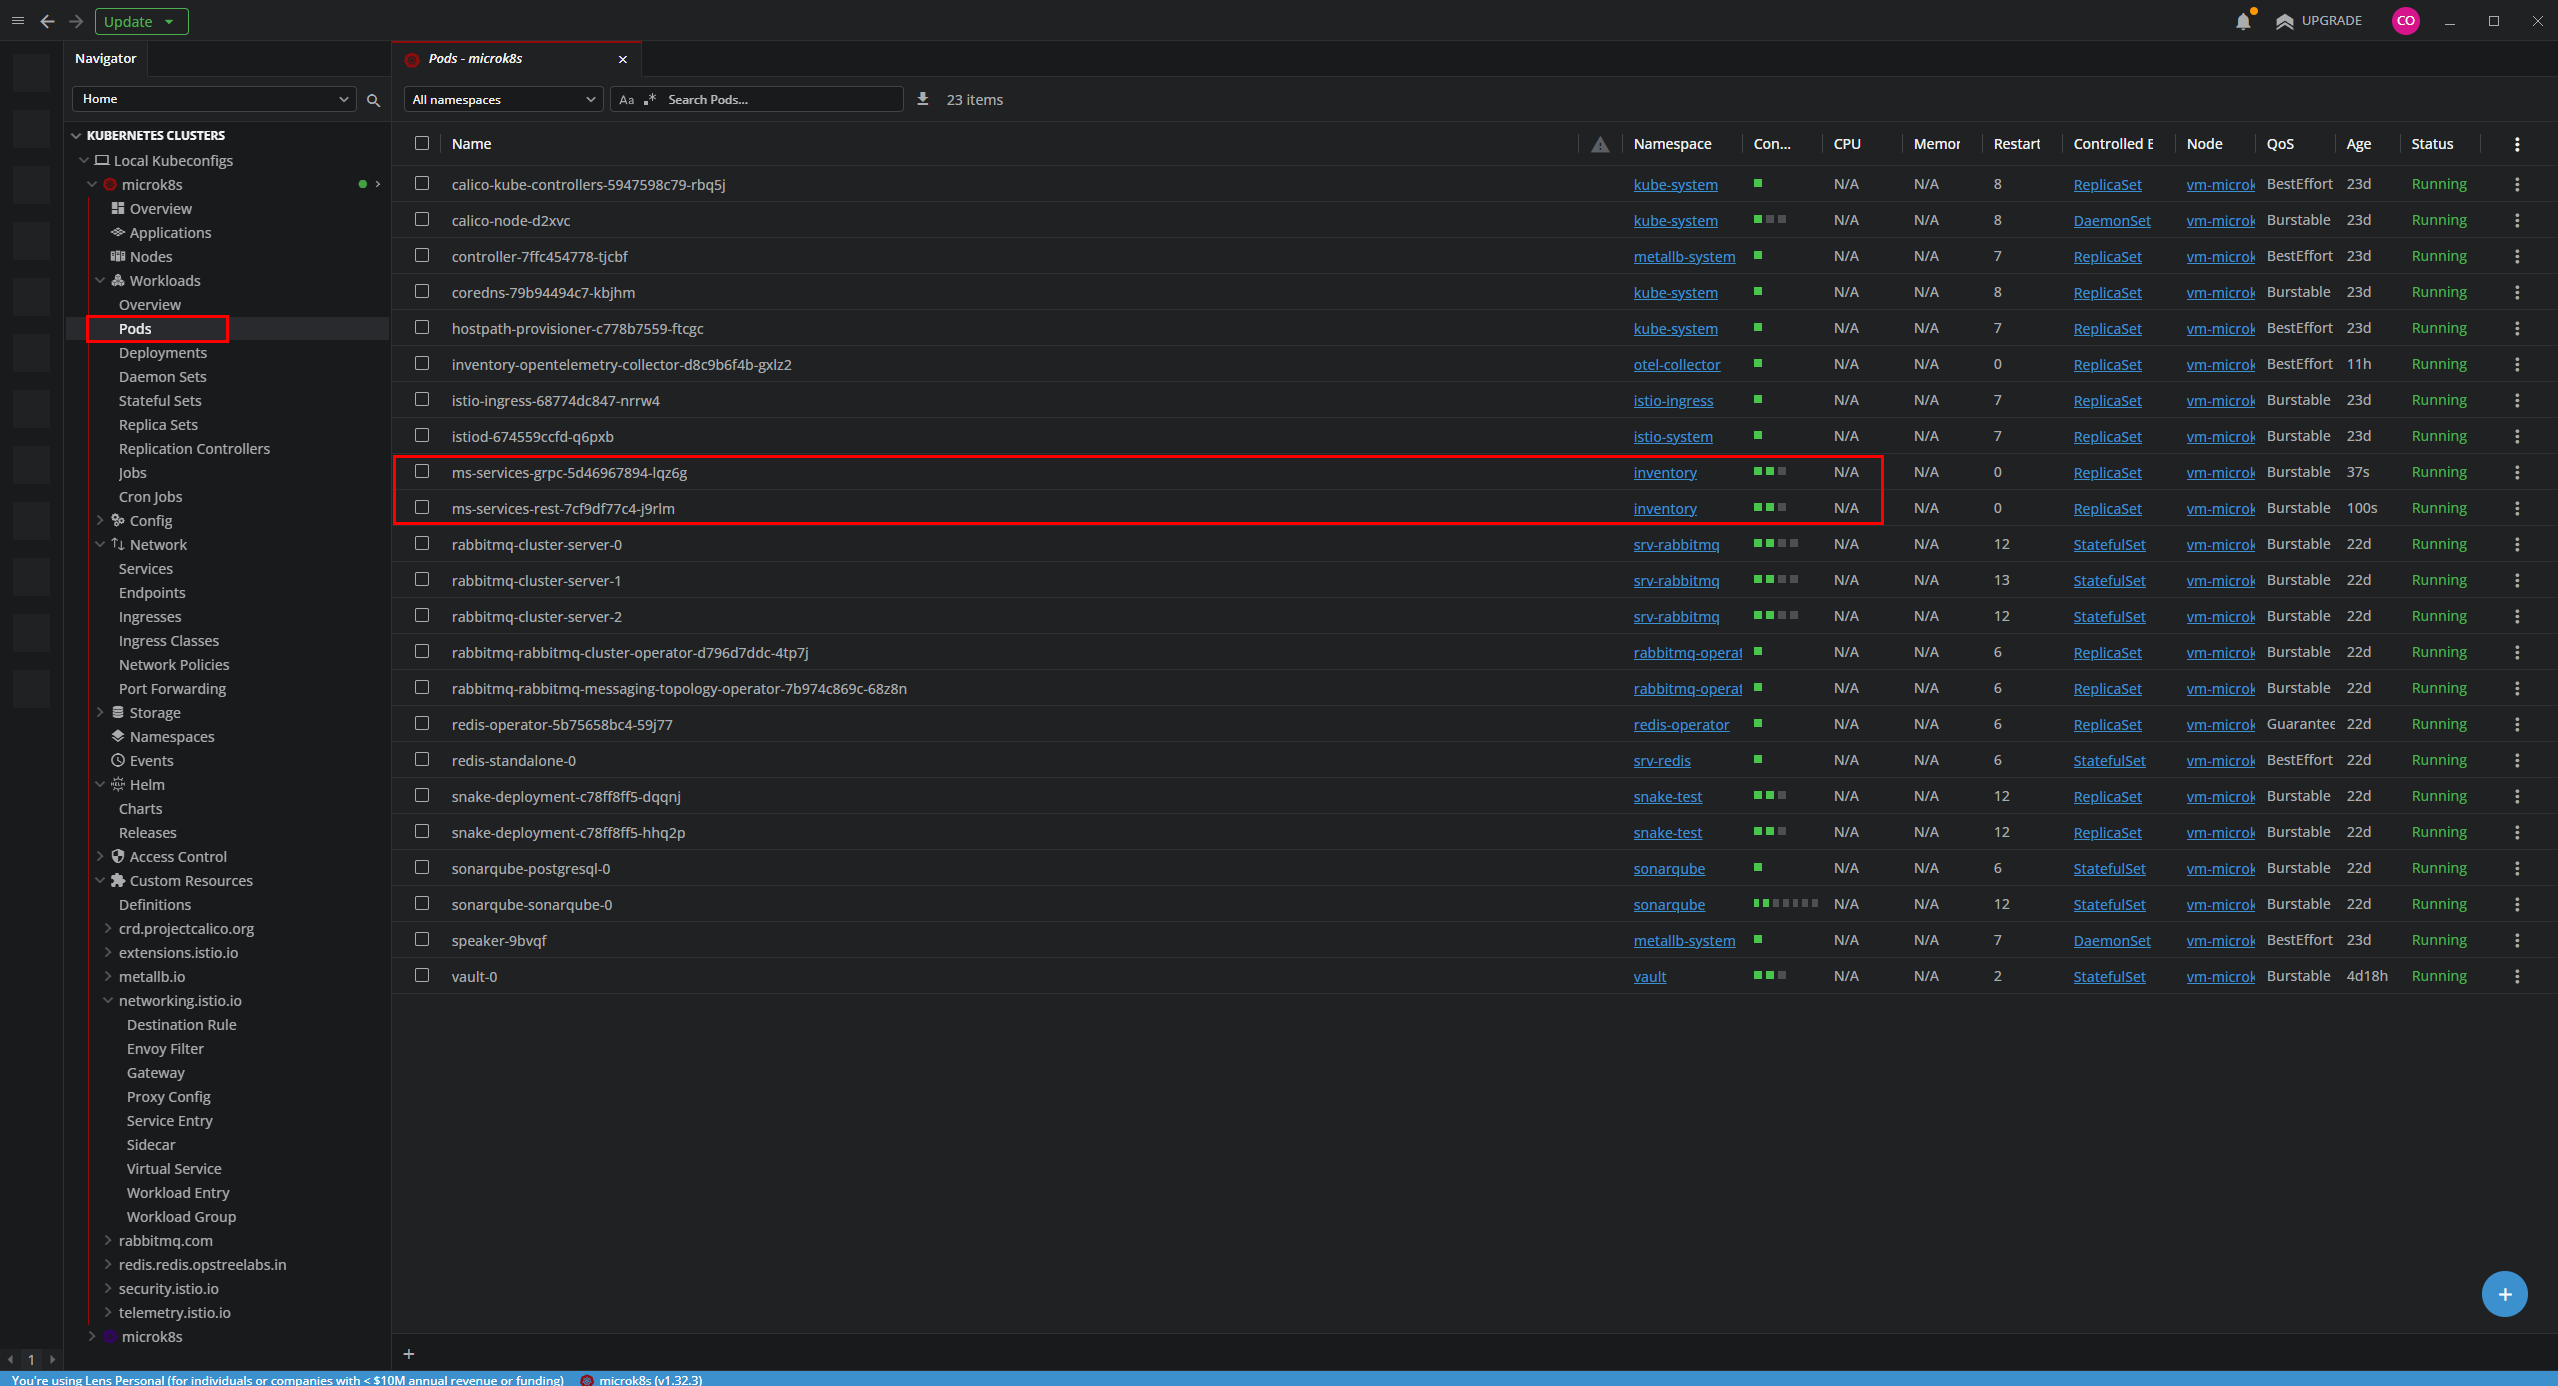 Update
UPGRADE
CO
Navigator
Pods - microk8s
Home
All namespaces
Aa .* Search Pods...
23 items
KUBERNETES CLUSTERS
Local Kubeconfigs
microk8s
Overview
Applications
Nodes
Workloads
Overview
Pods
Deployments
Daemon Sets
Stateful Sets
Replica Sets
Replication Controllers
Jobs
Cron Jobs
Config
Network
Services
Endpoints
Ingresses
Ingress Classes
Network Policies
Port Forwarding
Storage
Namespaces
Events
Helm
Charts
Releases
Access Control
Custom Resources
Definitions
crd.projectcalico.org
extensions.istio.io
metallb.io
networking.istio.io
Destination Rule
Envoy Filter
Gateway
Proxy Config
Service Entry
Sidecar
Virtual Service
Workload Entry
Workload Group
rabbitmq.com
redis.redis.opstreelabs.in
security.istio.io
telemetry.istio.io
microk8s
1
Name Namespace Con... CPU Memor Restart Controlled E Node QoS Age Status
calico-kube-controllers-5947598c79-rbq5j kube-system N/A N/A 8 ReplicaSet vm-microk BestEffort 23d Running
calico-node-d2xvc kube-system N/A N/A 8 DaemonSet vm-microk Burstable 23d Running
controller-7ffc454778-tjcbf metallb-system N/A N/A 7 ReplicaSet vm-microk BestEffort 23d Running
coredns-79b94494c7-kbjhm kube-system N/A N/A 8 ReplicaSet vm-microk Burstable 23d Running
hostpath-provisioner-c778b7559-ftcgc kube-system N/A N/A 7 ReplicaSet vm-microk BestEffort 23d Running
inventory-opentelemetry-collector-d8c9b6f4b-gxlz2 otel-collector N/A N/A 0 ReplicaSet vm-microk BestEffort 11h Running
istio-ingress-68774dc847-nrrw4 istio-ingress N/A N/A 7 ReplicaSet vm-microk Burstable 23d Running
istiod-674559ccfd-q6pxb istio-system N/A N/A 7 ReplicaSet vm-microk Burstable 23d Running
ms-services-grpc-5d46967894-lqz6g inventory N/A N/A 0 ReplicaSet vm-microk Burstable 37s Running
ms-services-rest-7cf9df77c4-j9rlm inventory N/A N/A 0 ReplicaSet vm-microk Burstable 100s Running
rabbitmq-cluster-server-0 srv-rabbitmq N/A N/A 12 StatefulSet vm-microk Burstable 22d Running
rabbitmq-cluster-server-1 srv-rabbitmq N/A N/A 13 StatefulSet vm-microk Burstable 22d Running
rabbitmq-cluster-server-2 srv-rabbitmq N/A N/A 12 StatefulSet vm-microk Burstable 22d Running
rabbitmq-rabbitmq-cluster-operator-d796d7ddc-4tp7j rabbitmq-operat N/A N/A 6 ReplicaSet vm-microk Burstable 22d Running
rabbitmq-rabbitmq-messaging-topology-operator-7b974c869c-68z8n rabbitmq-operat N/A N/A 6 ReplicaSet vm-microk Burstable 22d Running
redis-operator-5b75658bc4-59j77 redis-operator N/A N/A 6 ReplicaSet vm-microk Guarantee 22d Running
redis-standalone-0 srv-redis N/A N/A 6 StatefulSet vm-microk BestEffort 22d Running
snake-deployment-c78ff8ff5-dqqnj snake-test N/A N/A 12 ReplicaSet vm-microk Burstable 22d Running
snake-deployment-c78ff8ff5-hhq2p snake-test N/A N/A 12 ReplicaSet vm-microk Burstable 22d Running
sonarqube-postgresql-0 sonarqube N/A N/A 6 StatefulSet vm-microk Burstable 22d Running
sonarqube-sonarqube-0 sonarqube N/A N/A 12 StatefulSet vm-microk Burstable 22d Running
speaker-9bvqf metallb-system N/A N/A 7 DaemonSet vm-microk BestEffort 23d Running
vault-0 vault N/A N/A 2 StatefulSet vm-microk Burstable 4d18h Running
You're using Lens Personal (for individuals or companies with < $10M annual revenue or funding) microk8s (v1.32.3)